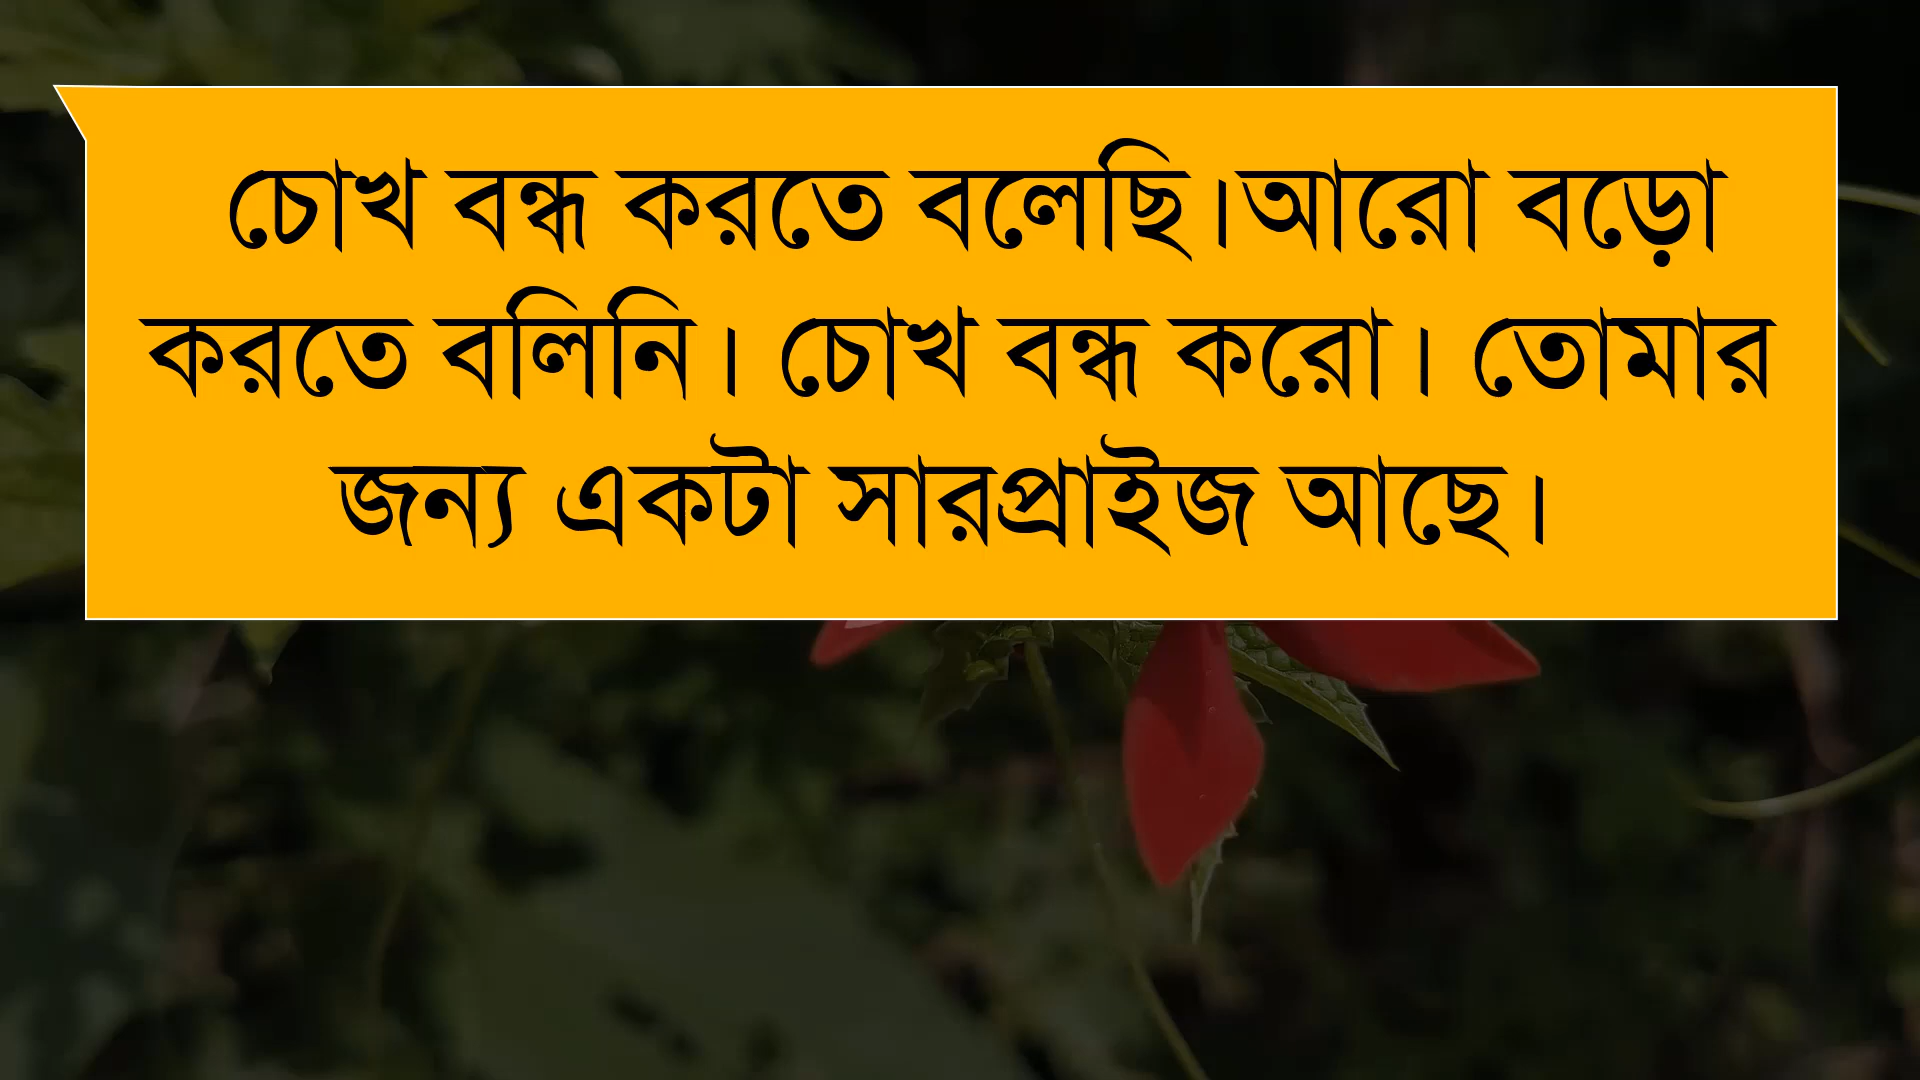 চোখ বন্ধ করতে বলেছি।আরো বড়ো
করতে বলিনি। চোখ বন্ধ করো। তোমার
জন্য একটা সারপ্রাইজ আছে।